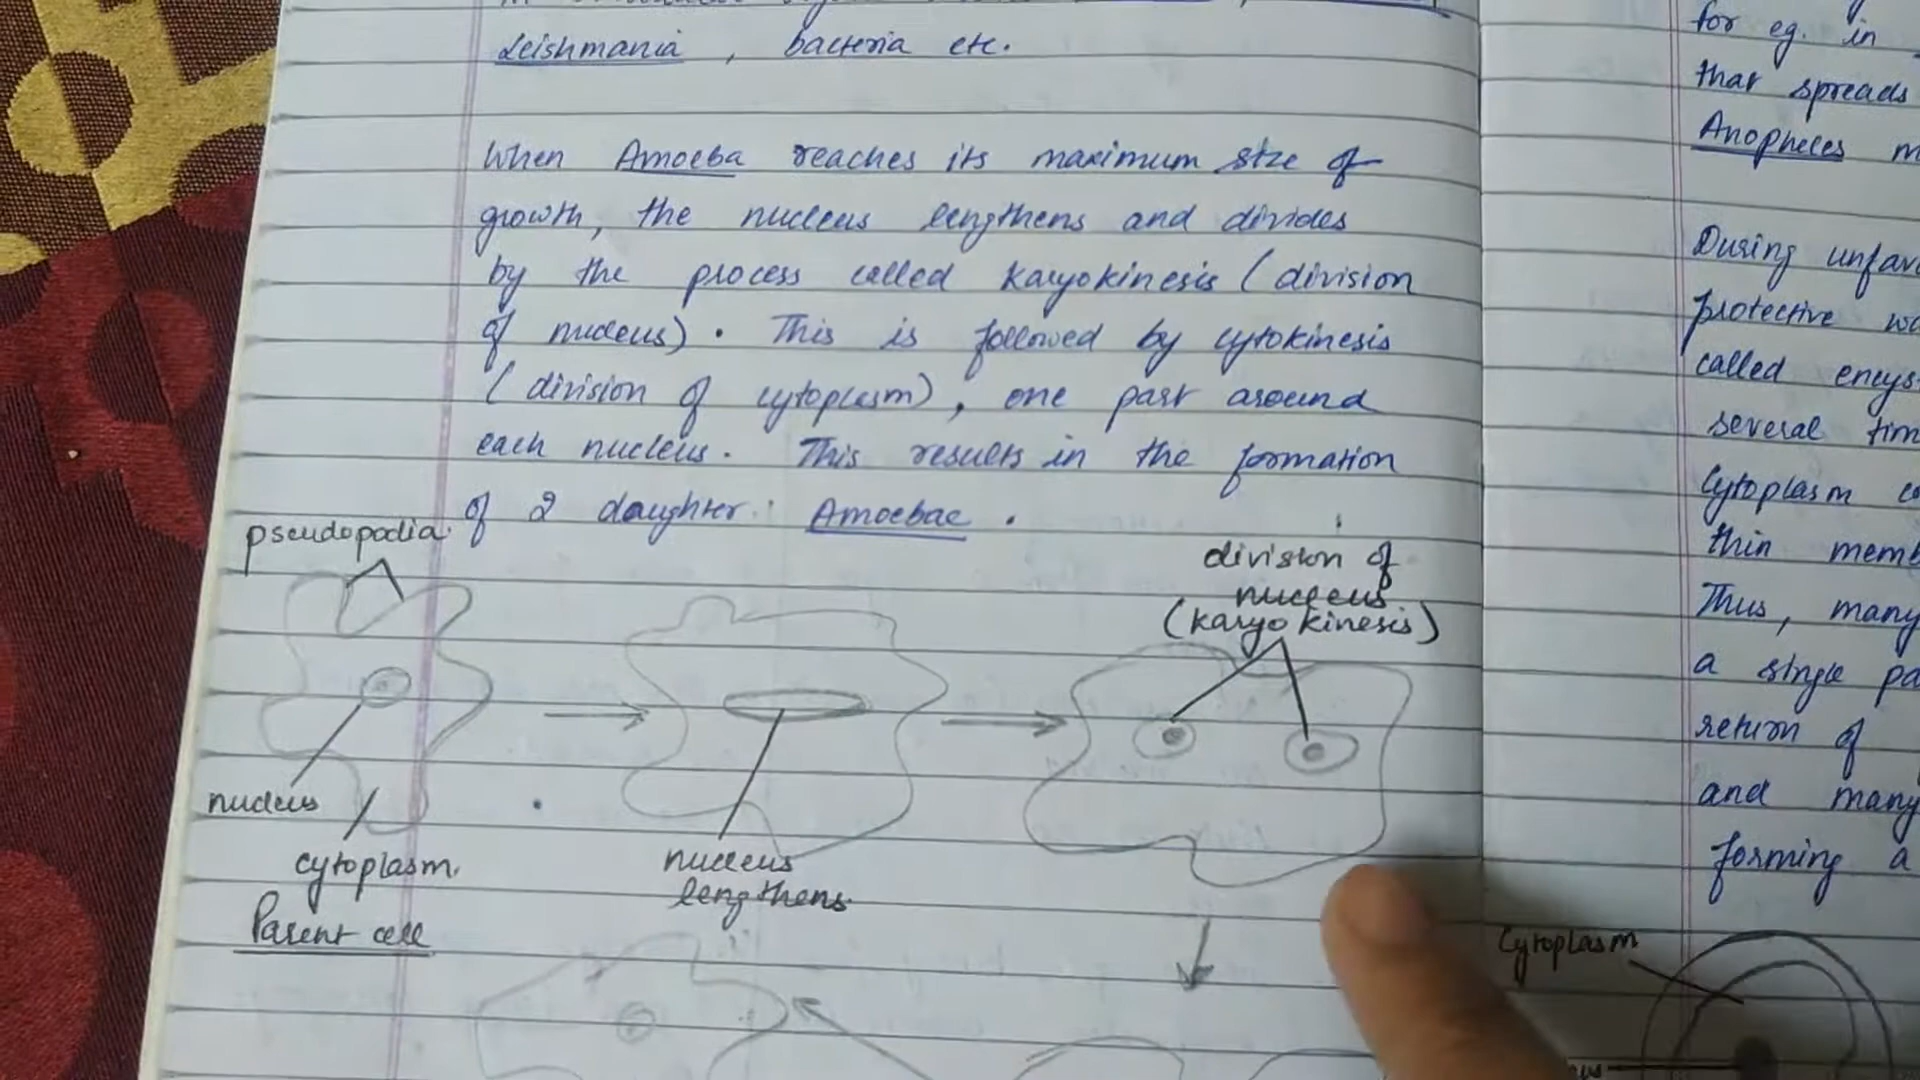 Leishmania, bacteria etc.
When Amoeba reaches its maximum size of
growth, the nucleus lengthens and divides
by the process called karyokinesis (division
of nucleus). This is followed by cytokinesis
(division of cytoplasm), one part around
each nucleus. This results in the formation
of 2 daughter Amoebae.
pseudopodia
nucleus
cytoplasm.
Parent cell
nucleus
lengthens
division of
nucleus
(karyokinesis)
for eg. in
that spreads
Anopheles
During
protective
called
several
Cytoplasm
thin
Thus, many
a single
return of
and many
forming a
Cytoplasm